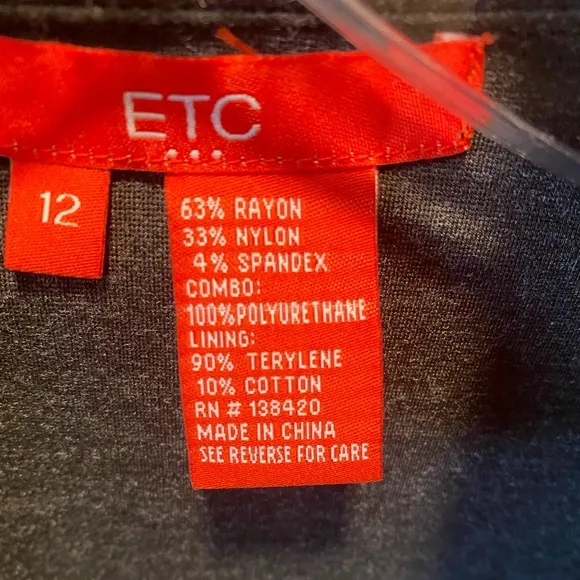 ETC
12
63% RAYON
33% NYLON
4% SPANDEX
COMBO:
100%POLYURETHANE
LINING:
90% TERYLENE
10% COTTON
RN # 138420
MADE IN CHINA
SEE REVERSE FOR CARE